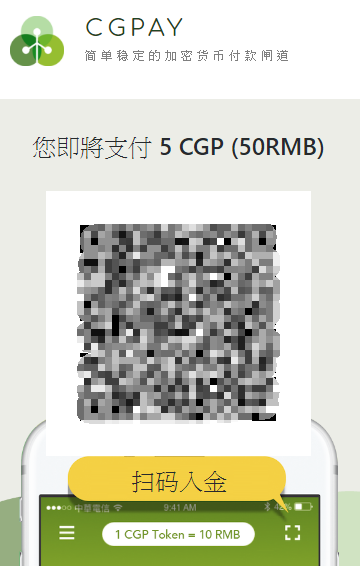 CGPAY
简单稳定的加密货币付款闸道
您即將支付 5 CGP (50RMB)
扫码入金
中華電信 9:41 AM 42%
1 CGP Token = 10 RMB